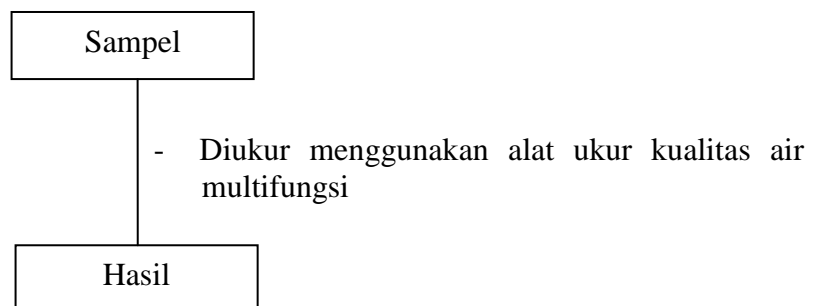 Sampel
- Diukur menggunakan alat ukur kualitas air
multifungsi
Hasil